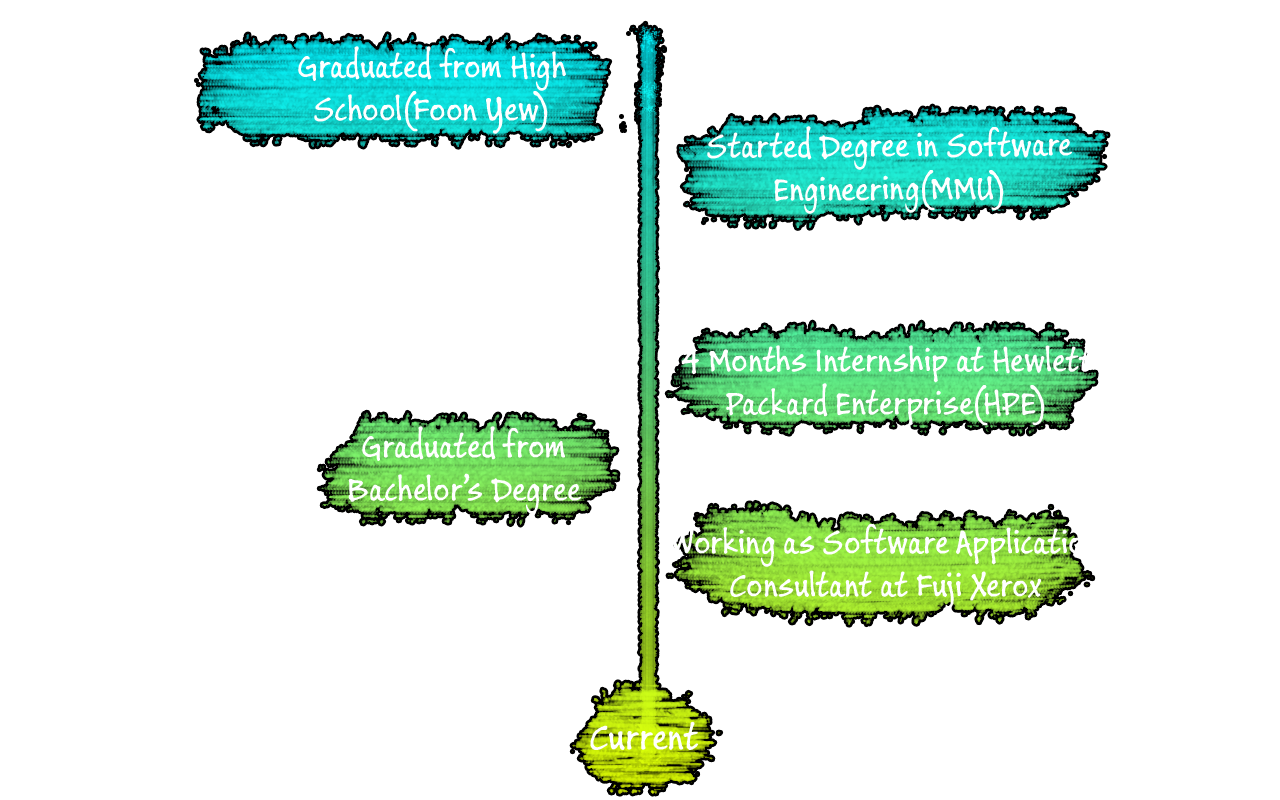 Graduated from High
School(Foon Yew)
Started Degree in Software
Engineering(MMU)
4 Months Internship at Hewlett
Packard Enterprise(HPE)
Graduated from
Bachelor's Degree
Working as Software Applicatio
Consultant at Fuji Xerox
Current